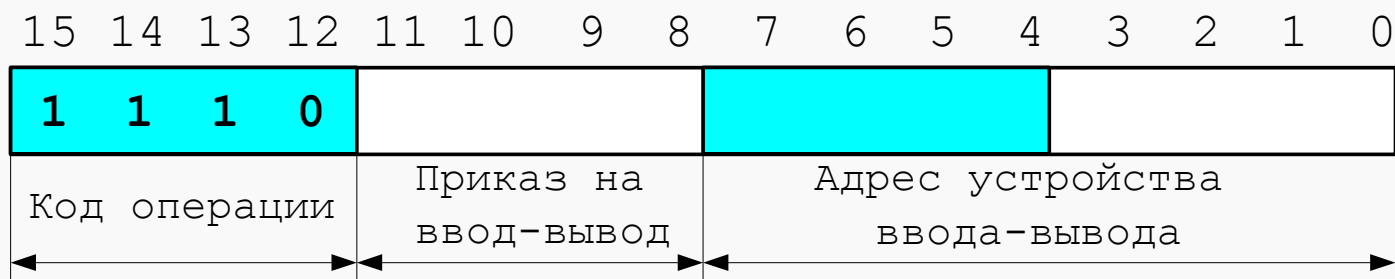 15 14 13 12 11 10 9 8 7 6 5 4 3 2 1 0
1 1 1 0
Код операции
Приказ на
ввод-вывод
Адрес устройства
ввода-вывода